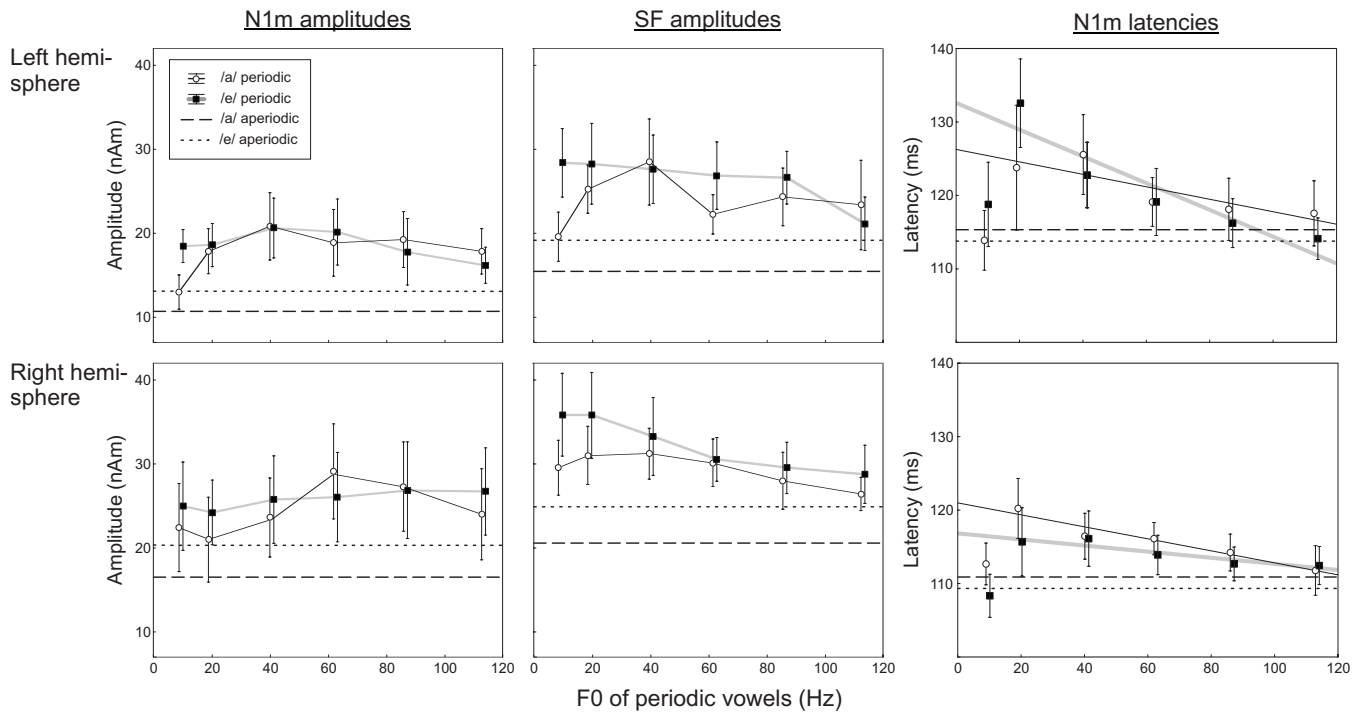 N1m amplitudes
SF amplitudes
N1m latencies
Left hemi-
sphere
Amplitude (nAm)
40
30
20
10
/a/ periodic
/e/ periodic
/a/ aperiodic
/e/ aperiodic
Latency (ms)
140
130
120
110
Right hemi-
sphere
Amplitude (nAm)
40
30
20
10
0 20 40 60 80 100 120
0 20 40 60 80 100 120
Latency (ms)
140
130
120
110
0 20 40 60 80 100 120
F0 of periodic vowels (Hz)